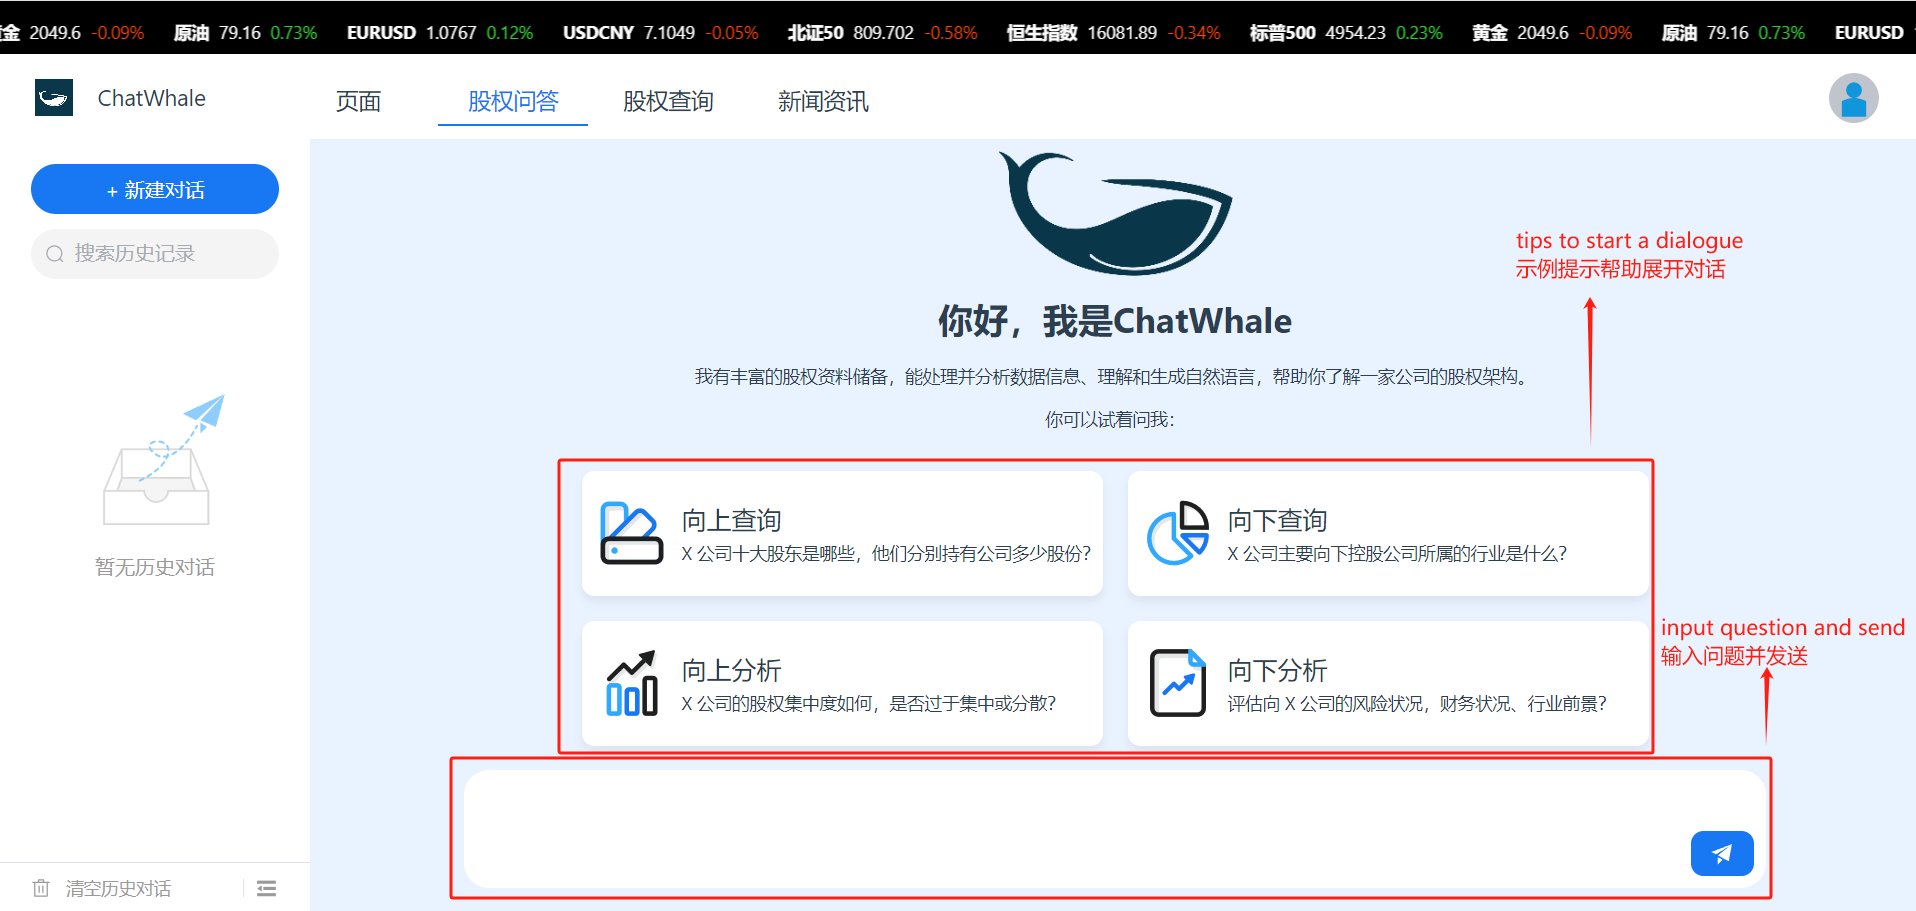 金 2049.6 -0.09% 原油 79.16 0.73% EURUSD 1.0767 0.12% USDCNY 7.1049 -0.05% 北证50 809.702 -0.58% 恒生指数 16081.89 -0.34% 标普500 4954.23 0.23% 黄金 2049.6 -0.09% 原油 79.16 0.73% EURUSD
ChatWhale
页面 股权问答 股权查询 新闻资讯
+ 新建对话
搜索历史记录
暂无历史对话
清空历史对话
tips to start a dialogue
示例提示帮助展开对话
你好，我是ChatWhale
我有丰富的股权资料储备，能处理并分析数据信息、理解和生成自然语言，帮助你了解一家公司的股权架构。
你可以试着问我：
向上查询
X 公司十大股东是哪些，他们分别持有公司多少股份？
向下查询
X 公司主要向下控股公司所属的行业是什么？
向上分析
X 公司的股权集中度如何，是否过于集中或分散？
向下分析
评估向 X 公司的风险状况，财务状况、行业前景？
input question and send
输入问题并发送